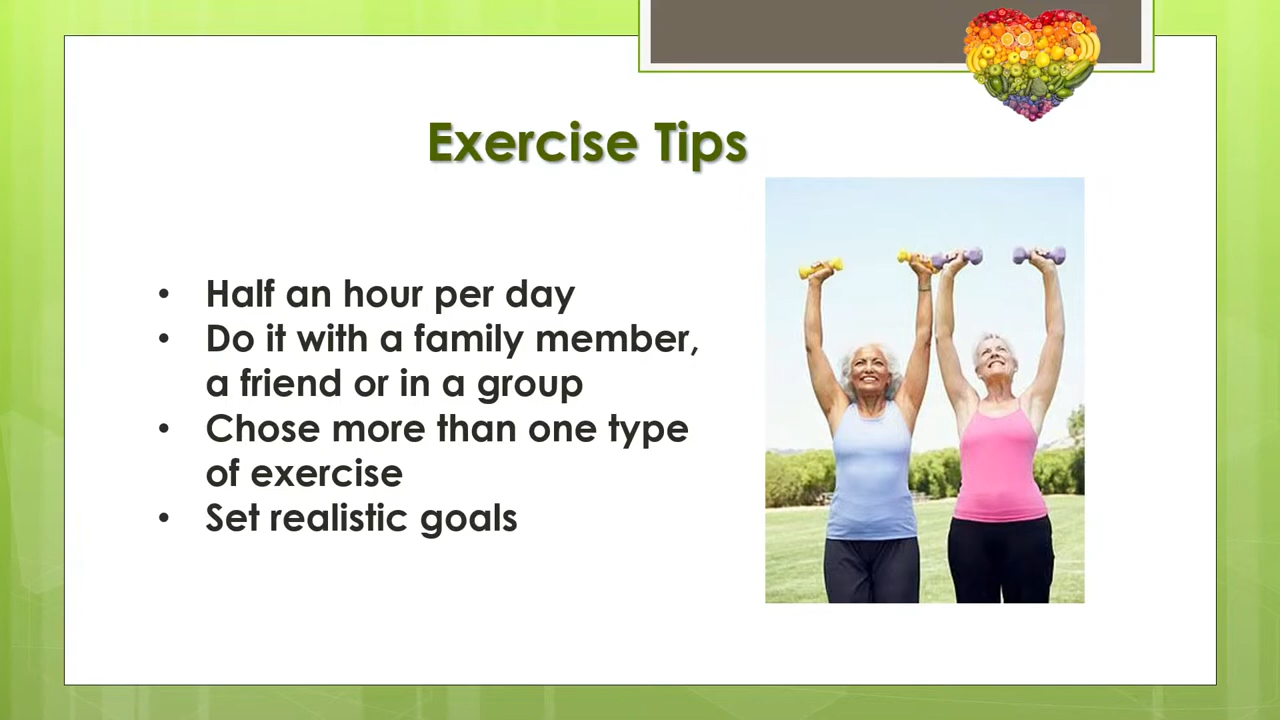 Exercise Tips
• Half an hour per day
• Do it with a family member,
a friend or in a group
• Chose more than one type
of exercise
• Set realistic goals